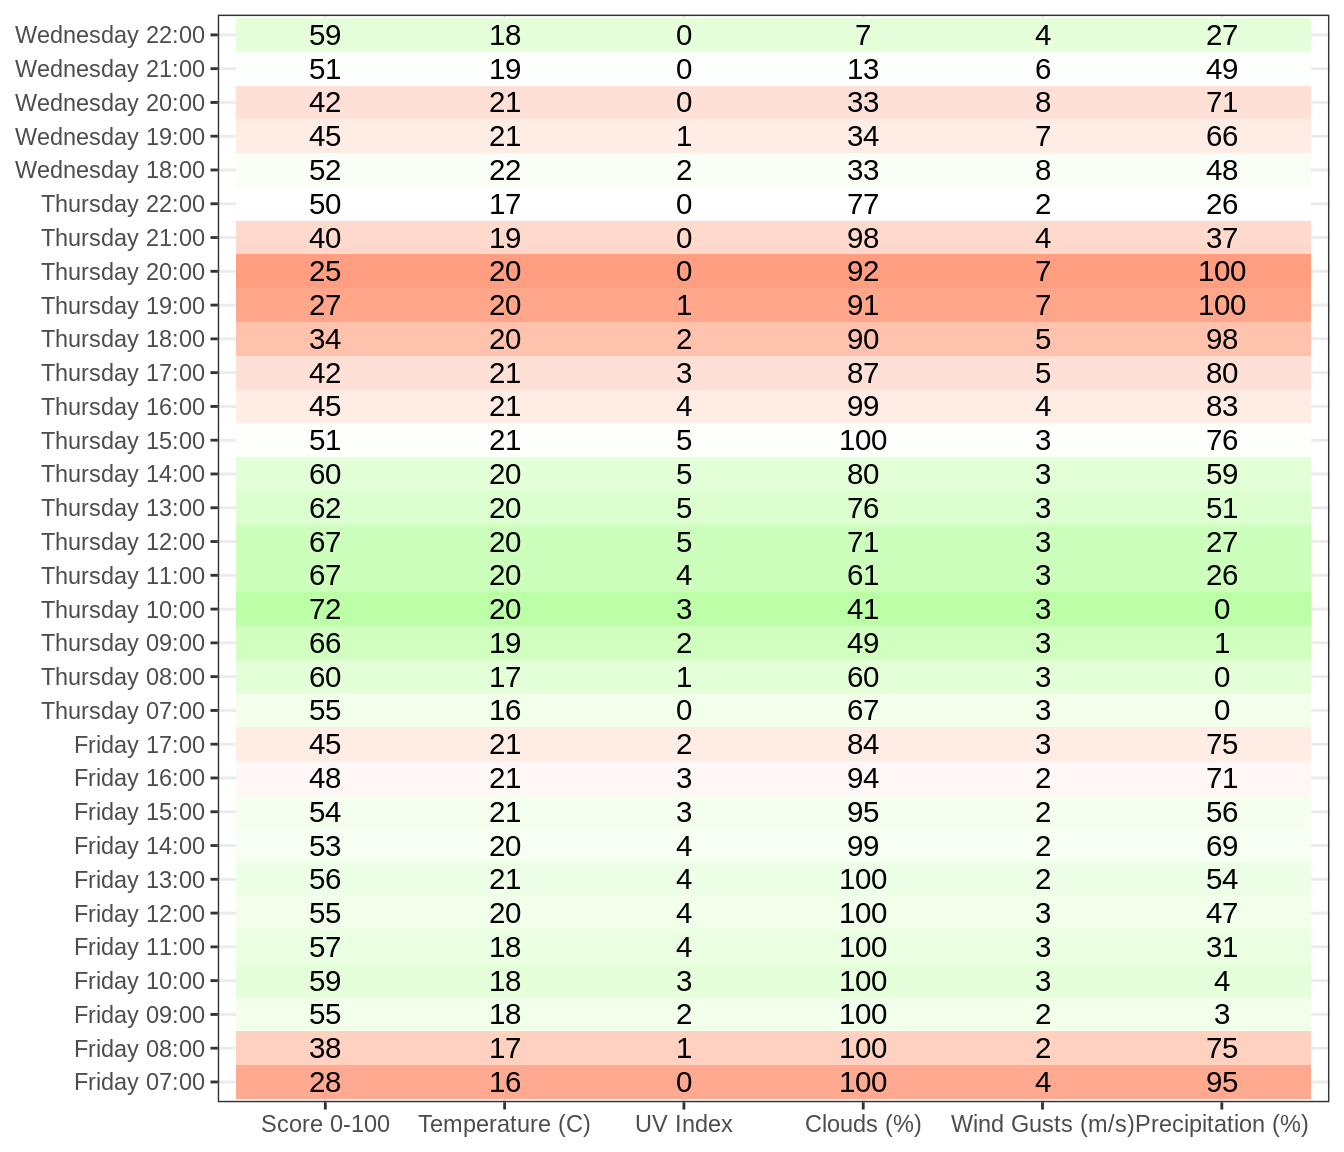 Wednesday 22:00 59 18 0 7 4 27
Wednesday 21:00 51 19 0 13 6 49
Wednesday 20:00 42 21 0 33 8 71
Wednesday 19:00 45 21 1 34 7 66
Wednesday 18:00 52 22 2 33 8 48
Thursday 22:00 50 17 0 77 2 26
Thursday 21:00 40 19 0 98 4 37
Thursday 20:00 25 20 0 92 7 100
Thursday 19:00 27 20 1 91 7 100
Thursday 18:00 34 20 2 90 5 98
Thursday 17:00 42 21 3 87 5 80
Thursday 16:00 45 21 4 99 4 83
Thursday 15:00 51 21 5 100 3 76
Thursday 14:00 60 20 5 80 3 59
Thursday 13:00 62 20 5 76 3 51
Thursday 12:00 67 20 5 71 3 27
Thursday 11:00 67 20 4 61 3 26
Thursday 10:00 72 20 3 41 3 0
Thursday 09:00 66 19 2 49 3 1
Thursday 08:00 60 17 1 60 3 0
Thursday 07:00 55 16 0 67 3 0
Friday 17:00 45 21 2 84 3 75
Friday 16:00 48 21 3 94 2 71
Friday 15:00 54 21 3 95 2 56
Friday 14:00 53 20 4 99 2 69
Friday 13:00 56 21 4 100 2 54
Friday 12:00 55 20 4 100 3 47
Friday 11:00 57 18 4 100 3 31
Friday 10:00 59 18 3 100 3 4
Friday 09:00 55 18 2 100 2 3
Friday 08:00 38 17 1 100 2 75
Friday 07:00 28 16 0 100 4 95
Score 0-100 Temperature (C) UV Index Clouds (%) Wind Gusts (m/s) Precipitation (%)